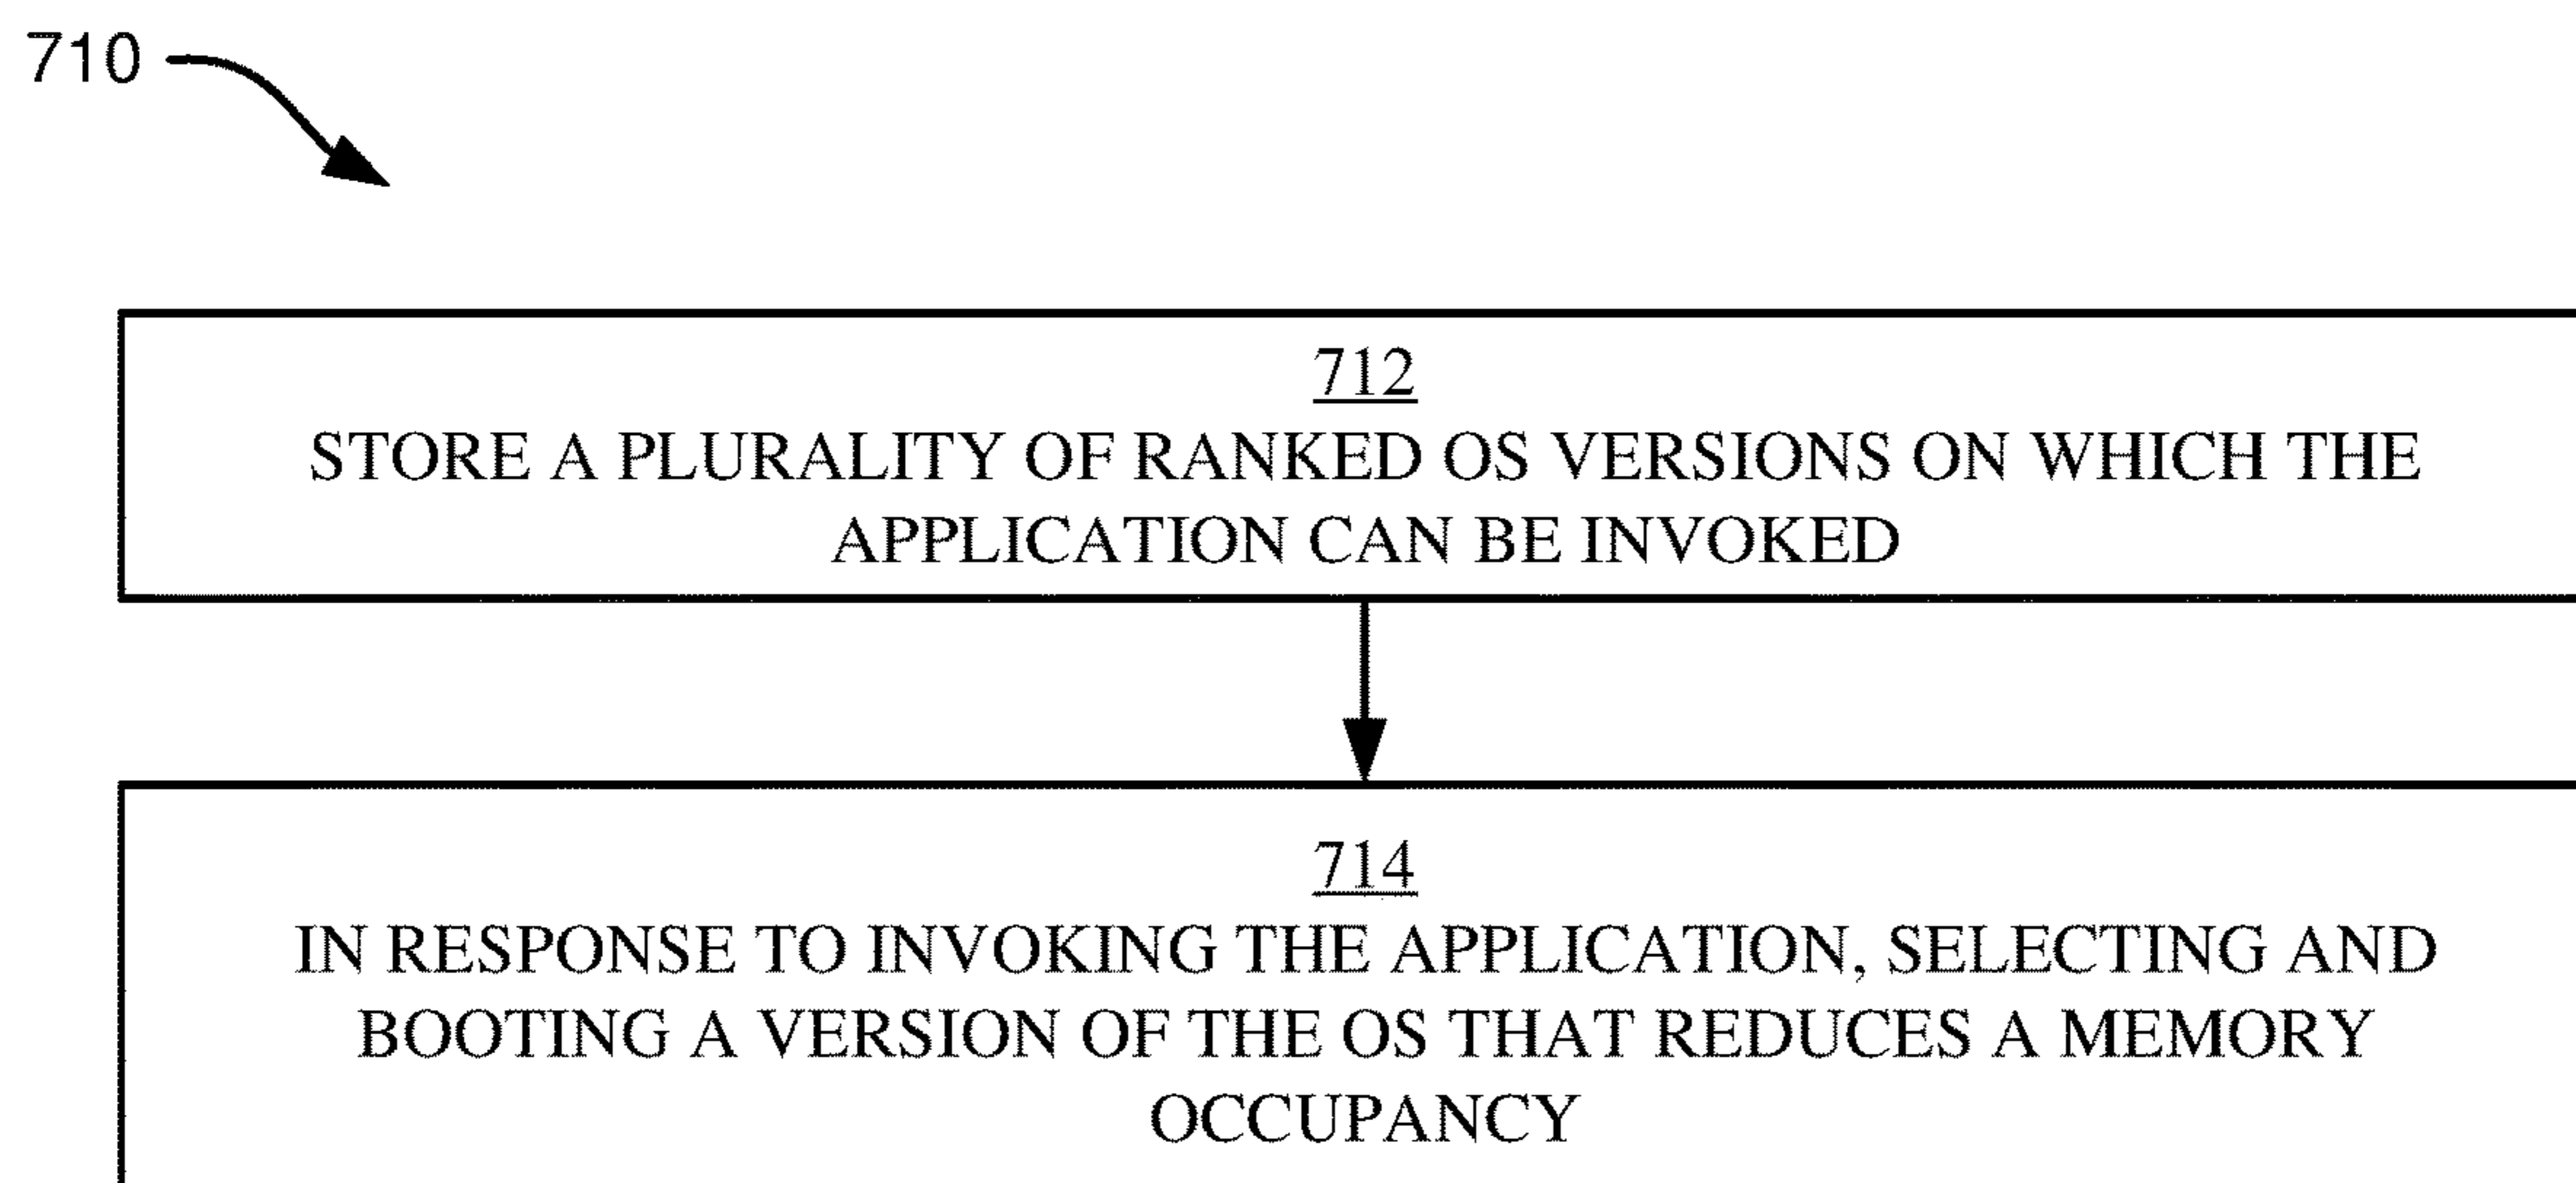 710
712
STORE A PLURALITY OF RANKED OS VERSIONS ON WHICH THE
APPLICATION CAN BE INVOKED
714
IN RESPONSE TO INVOKING THE APPLICATION, SELECTING AND
BOOTING A VERSION OF THE OS THAT REDUCES A MEMORY
OCCUPANCY